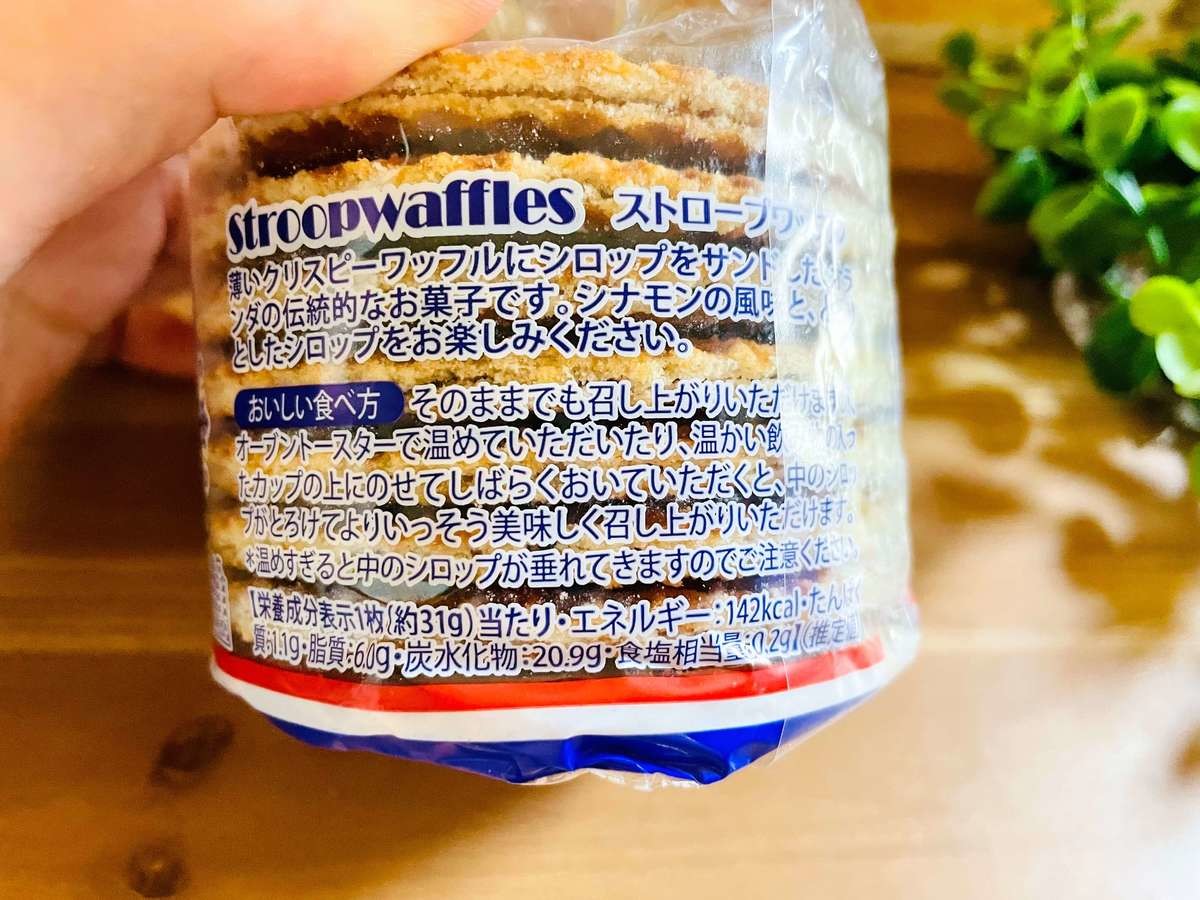 stroopwaffles ストロープワッフル
薄いクリスピーワッフルにシロップをサンドした
ンダの伝統的なお菓子です。シナモンの風味と、
としたシロップをお楽しみください。
おいしい食べ方 そのままでも召し上がりいただけますが、
オーブントースターで温めていただいたり、温かい飲み物の入っ
たカップの上にのせてしばらくおいていただくと、中のシロッ
プがとろけてよりいっそう美味しく召し上がりいただけます。
*温めすぎると中のシロップが垂れてきますのでご注意ください。
【栄養成分表示1枚(約31g)当たり・エネルギー:142kcal・たんぱく
質:1.1g・脂質:6.0g・炭水化物:20.9g・食塩相当量:0.2g】(推定値